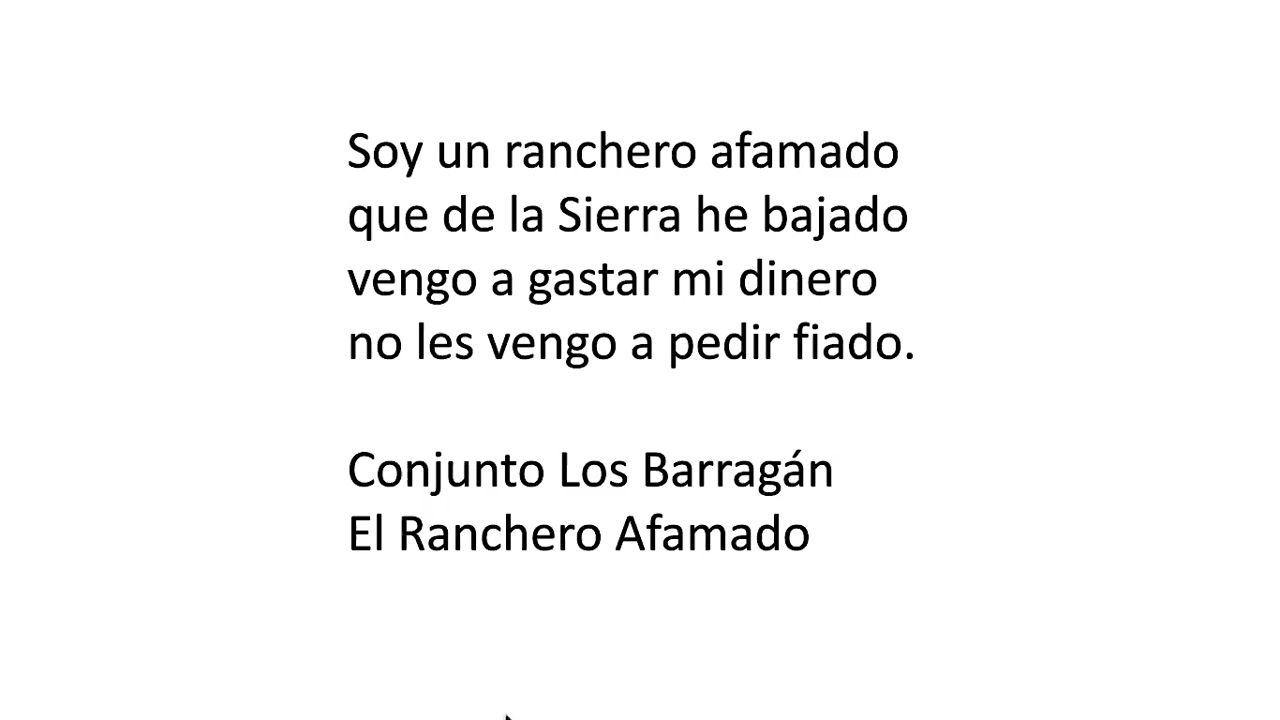 Soy un ranchero afamado
que de la Sierra he bajado
vengo a gastar mi dinero
no les vengo a pedir fiado.
Conjunto Los Barragán
El Ranchero Afamado